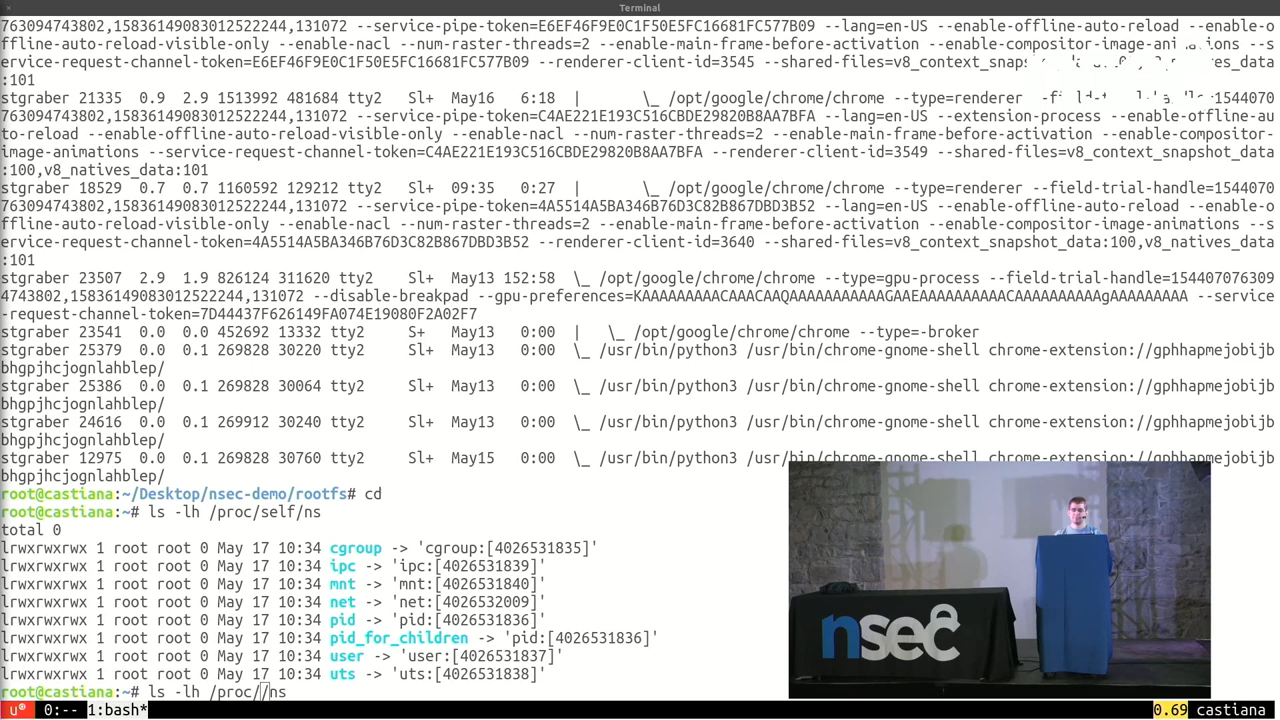 Terminal
763094743802,15836149083012522244,131072 --service-pipe-token=E6EF46F9E0C1F50E5FC16681FC577B09 --lang=en-US --enable-offline-auto-reload --enable-o
ffline-auto-reload-visible-only --enable-nacl --num-raster-threads=2 --enable-main-frame-before-activation --enable-compositor-image-animations --s
ervice-request-channel-token=E6EF46F9E0C1F50E5FC16681FC577B09 --renderer-client-id=3545
:101
stgraber 21335 0.9 2.9 1513992 481684 tty2 Sl+ May16 6:18 | \_ /opt/google/chrome/chrome --type=renderer
763094743802,15836149083012522244,131072 --service-pipe-token=C4AE221E193C516CBDE29820B8AA7BFA --lang=en-US --extension-process --enable-offline-au
to-reload --enable-offline-auto-reload-visible-only --enable-nacl --num-raster-threads=2 --enable-main-frame-before-activation --enable-compositor-
image-animations --service-request-channel-token=C4AE221E193C516CBDE29820B8AA7BFA --renderer-client-id=3549 --shared-files=v8_context_snapshot_data
:100,v8_natives_data:101
stgraber 18529 0.7 0.7 1160592 129212 tty2 Sl+ 09:35 0:27 | \_ /opt/google/chrome/chrome --type=renderer --field-trial-handle=1544070
763094743802,15836149083012522244,131072 --service-pipe-token=4A5514A5BA346B76D3C82B867DBD3B52 --lang=en-US --enable-offline-auto-reload --enable-o
ffline-auto-reload-visible-only --enable-nacl --num-raster-threads=2 --enable-main-frame-before-activation --enable-compositor-image-animations --s
ervice-request-channel-token=4A5514A5BA346B76D3C82B867DBD3B52 --renderer-client-id=3640 --shared-files=v8_context_snapshot_data:100,v8_natives_data
:101
stgraber 23507 2.9 1.9 826124 311620 tty2 Sl+ May13 152:58 \_ /opt/google/chrome/chrome --type=gpu-process --field-trial-handle=154407076309
4743802,15836149083012522244,131072 --disable-breakpad --gpu-preferences=KAAAAAAAAACAAACAAQAAAAAAAAAAAGAAEAAAAAAAAAACAAAAAAAAAAgAAAAAAAAA --service
-request-channel-token=7D44437F626149FA074E19080F2A02F7
stgraber 23541 0.0 0.0 452692 13332 tty2 S+ May13 0:00 | \_ /opt/google/chrome/chrome --type=-broker
stgraber 25379 0.0 0.1 269828 30220 tty2 Sl+ May13 0:00 \_ /usr/bin/python3 /usr/bin/chrome-gnome-shell chrome-extension://gphhapmejobijb
bhgpjhcjognlahblep/
stgraber 25386 0.0 0.1 269828 30064 tty2 Sl+ May13 0:00 \_ /usr/bin/python3 /usr/bin/chrome-gnome-shell chrome-extension://gphhapmejobijb
bhgpjhcjognlahblep/
stgraber 24616 0.0 0.1 269912 30240 tty2 Sl+ May13 0:00 \_ /usr/bin/python3 /usr/bin/chrome-gnome-shell chrome-extension://gphhapmejobijb
bhgpjhcjognlahblep/
stgraber 12975 0.0 0.1 269828 30760 tty2 Sl+ May15 0:00 \_ /usr/bin/python3 /usr/bin/chrome-gnome-shell chrome-extension://gphhapmejobijb
bhgpjhcjognlahblep/
root@castiana:~/Desktop/nsec-demo/rootfs# cd
root@castiana:~# ls -lh /proc/self/ns
total 0
lrwxrwxrwx 1 root root 0 May 17 10:34 cgroup -> 'cgroup:[4026531835]'
lrwxrwxrwx 1 root root 0 May 17 10:34 ipc -> 'ipc:[4026531839]'
lrwxrwxrwx 1 root root 0 May 17 10:34 mnt -> 'mnt:[4026531840]'
lrwxrwxrwx 1 root root 0 May 17 10:34 net -> 'net:[4026532009]'
lrwxrwxrwx 1 root root 0 May 17 10:34 pid -> 'pid:[4026531836]'
lrwxrwxrwx 1 root root 0 May 17 10:34 pid_for_children -> 'pid:[4026531836]'
lrwxrwxrwx 1 root root 0 May 17 10:34 user -> 'user:[4026531837]'
lrwxrwxrwx 1 root root 0 May 17 10:34 uts -> 'uts:[4026531838]'
root@castiana:~# ls -lh /proc//ns
nsec
u 0:-- 1:bash* 0.69 castiana